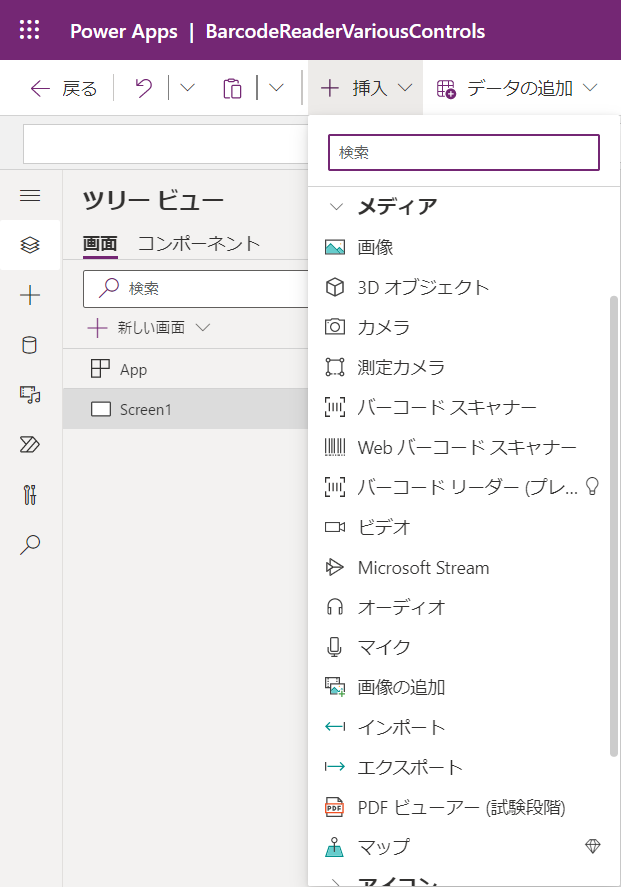 Power Apps | BarcodeReaderVariousControls
戻る 挿入 データの追加
検索
ツリー ビュー
画面 コンポーネント
検索
新しい画面
App
Screen1
メディア
画像
3D オブジェクト
カメラ
測定カメラ
バーコード スキャナー
Web バーコード スキャナー
バーコード リーダー (プレ...
ビデオ
Microsoft Stream
オーディオ
マイク
画像の追加
インポート
エクスポート
PDF ビューアー (試験段階)
マップ
アイコン